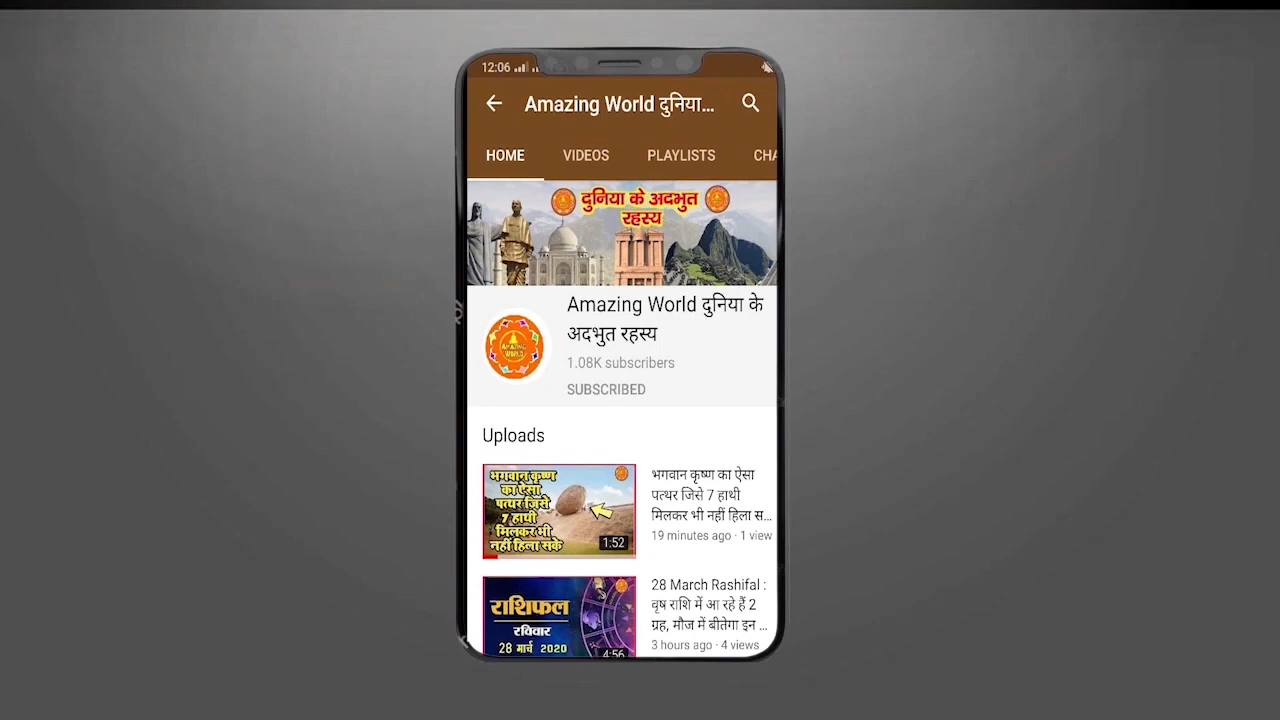 12:06
Amazing World दुनिया...
HOME VIDEOS PLAYLISTS CHA
दुनिया के अदभुत
रहस्य
Amazing World दुनिया के
अदभुत रहस्य
AMAZING
WORLD
1.08K subscribers
SUBSCRIBED
Uploads
भगवान कृष्ण
का ऐसा
पत्थर जिसे
7 हाथी
मिलकर भी
नहीं हिला सके
1:52
भगवान कृष्ण का ऐसा
पत्थर जिसे 7 हाथी
मिलकर भी नहीं हिला स...
19 minutes ago · 1 view
राशिफल
रविवार
28 मार्च 2020
4:56
28 March Rashifal :
वृष राशि में आ रहे हैं 2
ग्रह, मौज में बीतेगा इन ...
3 hours ago · 4 views